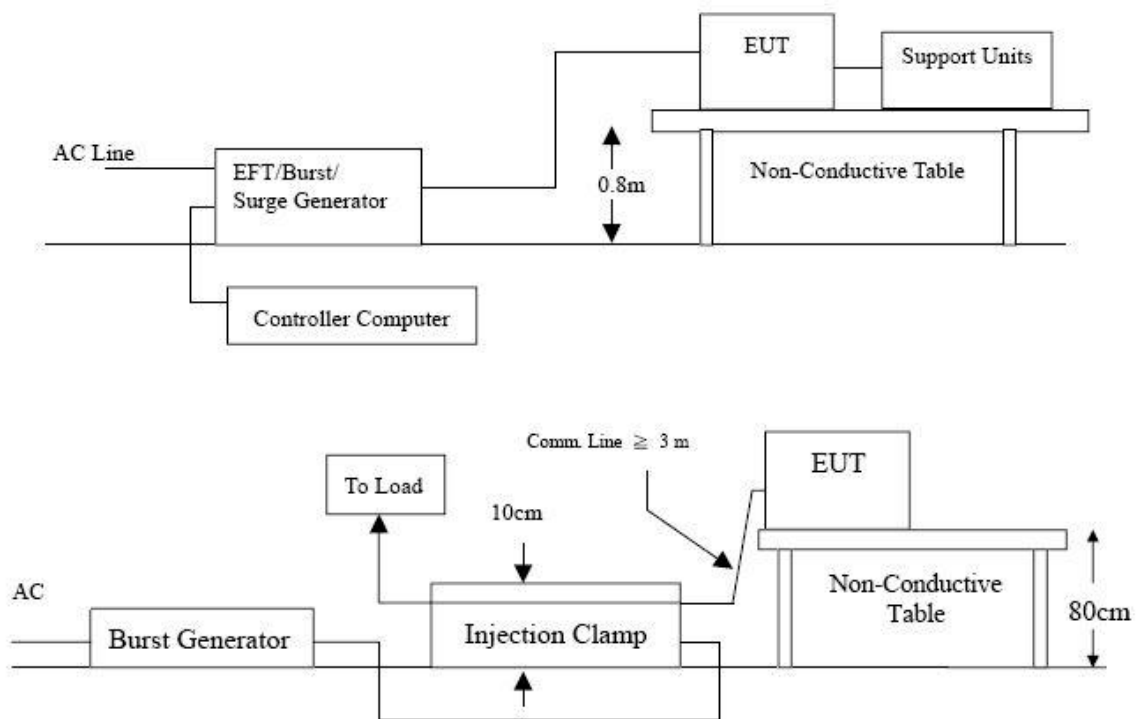 EUT
Support Units
AC Line
EFT/Burst/
Surge Generator
0.8m
Non-Conductive Table
Controller Computer
Comm. Line ≧ 3 m
EUT
To Load
10cm
AC
Burst Generator
Injection Clamp
Non-Conductive
Table
80cm